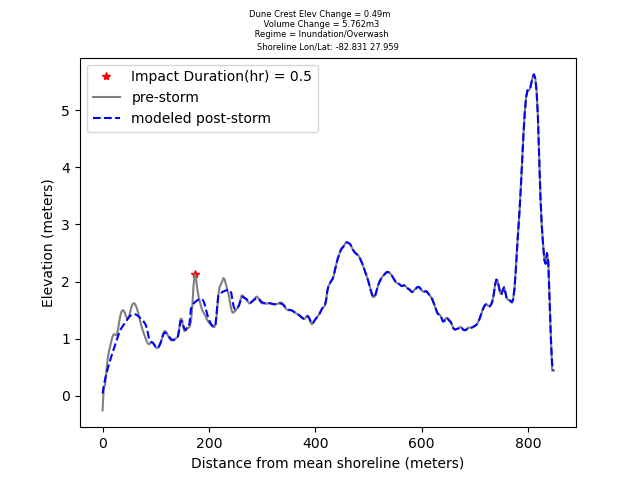 Dune Crest Elev Change = 0.49m
Volume Change = 5.762m3
Regime = Inundation/Overwash
Shoreline Lon/Lat: -82.831 27.959
Impact Duration(hr) = 0.5
pre-storm
modeled post-storm
Elevation (meters)
5
4
3
2
1
0
0 200 400 600 800
Distance from mean shoreline (meters)